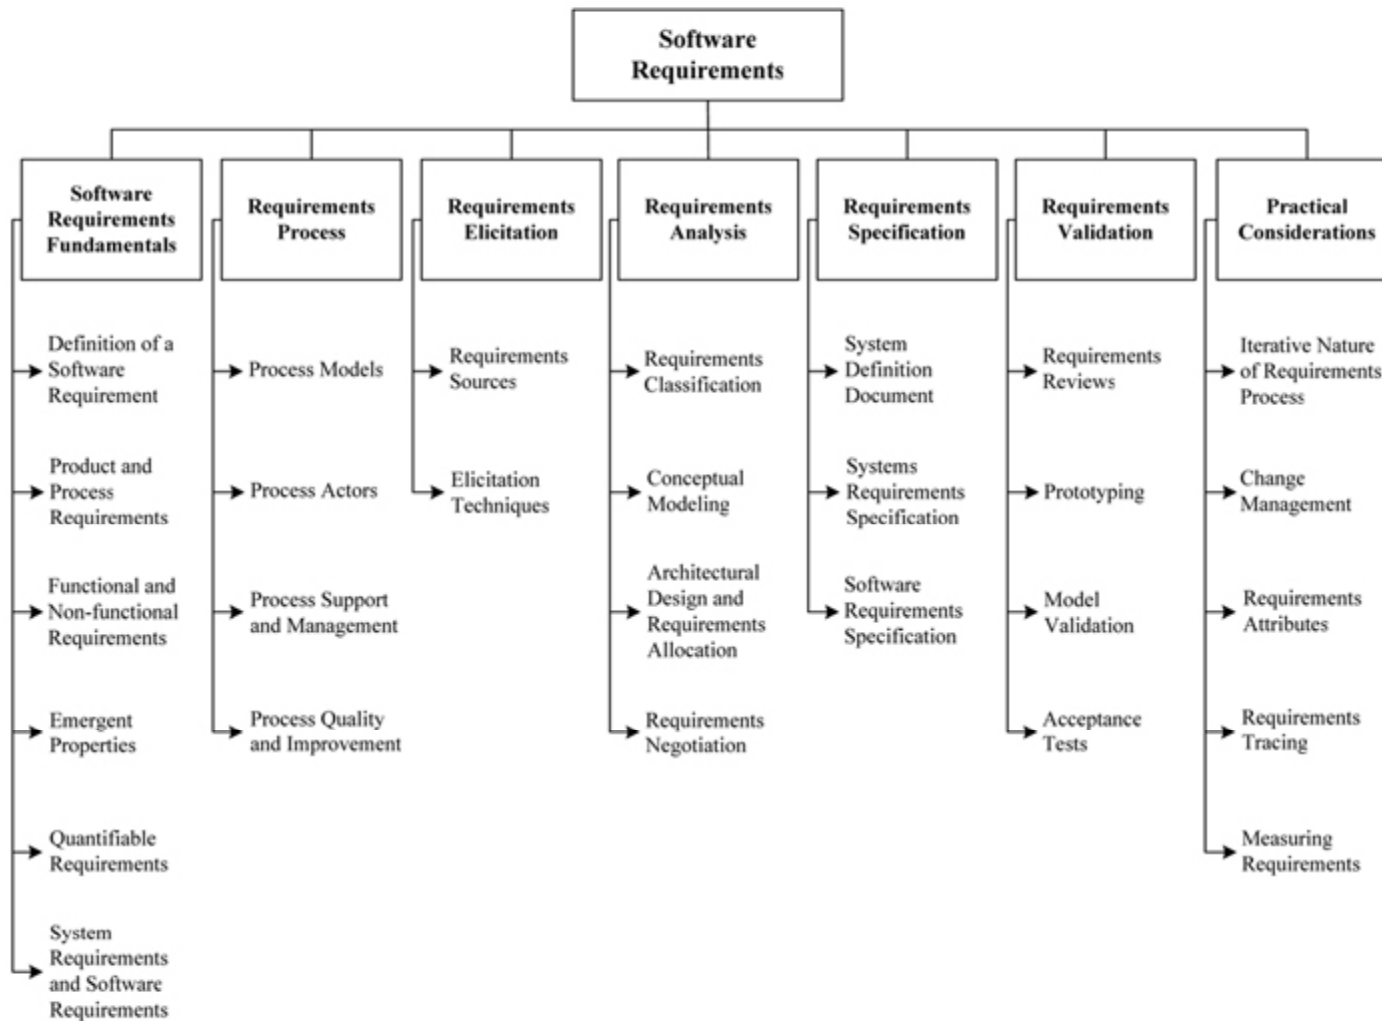 Software
Requirements
Software
Requirements
Fundamentals
Requirements
Process
Requirements
Elicitation
Requirements
Analysis
Requirements
Specification
Requirements
Validation
Practical
Considerations
Definition of a
Software
Requirement
Product and
Process
Requirements
Functional and
Non-functional
Requirements
Emergent
Properties
Quantifiable
Requirements
System
Requirements
and Software
Requirements
Process Models
Process Actors
Process Support
and Management
Process Quality
and Improvement
Requirements
Sources
Elicitation
Techniques
Requirements
Classification
Conceptual
Modeling
Architectural
Design and
Requirements
Allocation
Requirements
Negotiation
System
Definition
Document
Systems
Requirements
Specification
Software
Requirements
Specification
Requirements
Reviews
Prototyping
Model
Validation
Acceptance
Tests
Iterative Nature
of Requirements
Process
Change
Management
Requirements
Attributes
Requirements
Tracing
Measuring
Requirements